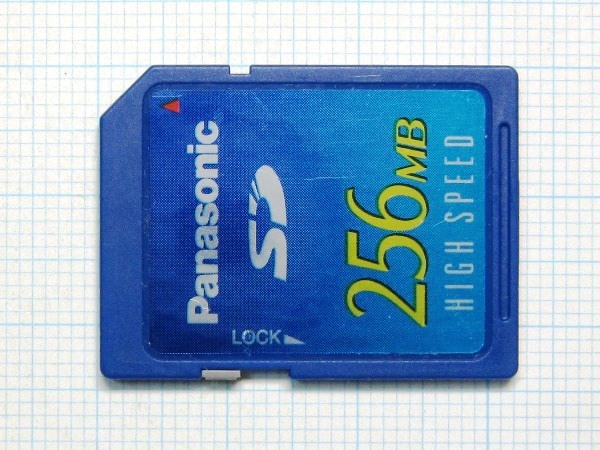 Panasonic
SD
256MB
HIGH SPEED
LOCK